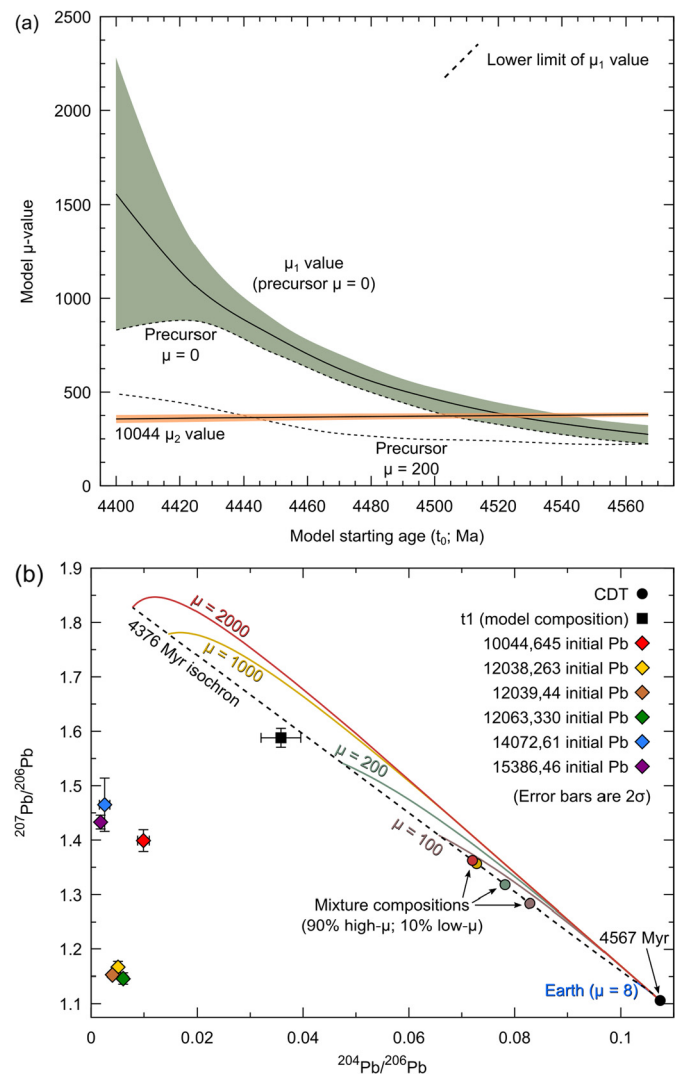 (a)
2500
2000
1500
1000
500
0
Model μ-value
Lower limit of μ₁ value
μ₁ value
(precursor μ = 0)
Precursor
μ = 0
10044 μ₂ value
Precursor
μ = 200
4400 4420 4440 4460 4480 4500 4520 4540 4560
Model starting age (t₀; Ma)
(b)
1.9
1.8
1.7
1.6
1.5
1.4
1.3
1.2
1.1
²⁰⁷Pb/²⁰⁶Pb
μ = 2000
4376 Myr isochron
μ = 1000
μ = 200
μ = 100
CDT
t1 (model composition)
10044,645 initial Pb
12038,263 initial Pb
12039,44 initial Pb
12063,330 initial Pb
14072,61 initial Pb
15386,46 initial Pb
(Error bars are 2σ)
Mixture compositions
(90% high-μ; 10% low-μ)
4567 Myr
Earth (μ = 8)
0 0.02 0.04 0.06 0.08 0.1
²⁰⁴Pb/²⁰⁶Pb